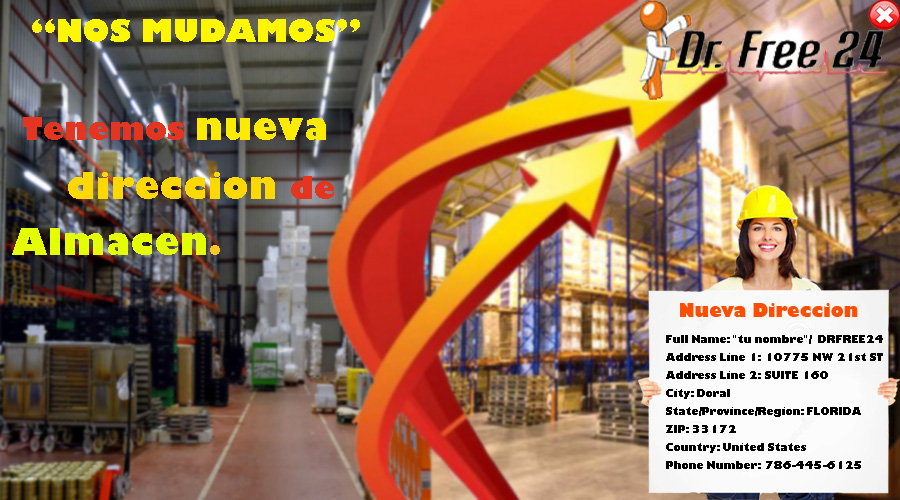 “NOS MUDAMOS”
Dr. Free 24
Tenemos nueva
direccion de
Almacen.
Nueva Direccion
Full Name: "tu nombre"/ DRFREE24
Address Line 1: 10775 NW 21st ST
Address Line 2: SUITE 160
City: Doral
State/Province/Region: FLORIDA
ZIP: 33172
Country: United States
Phone Number: 786-445-6125